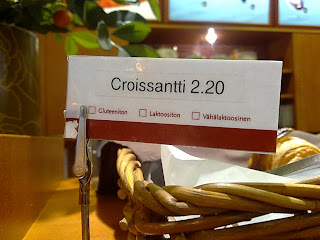 Croissantti 2.20
Gluteeniton Laktoositon Vähälaktoosinen